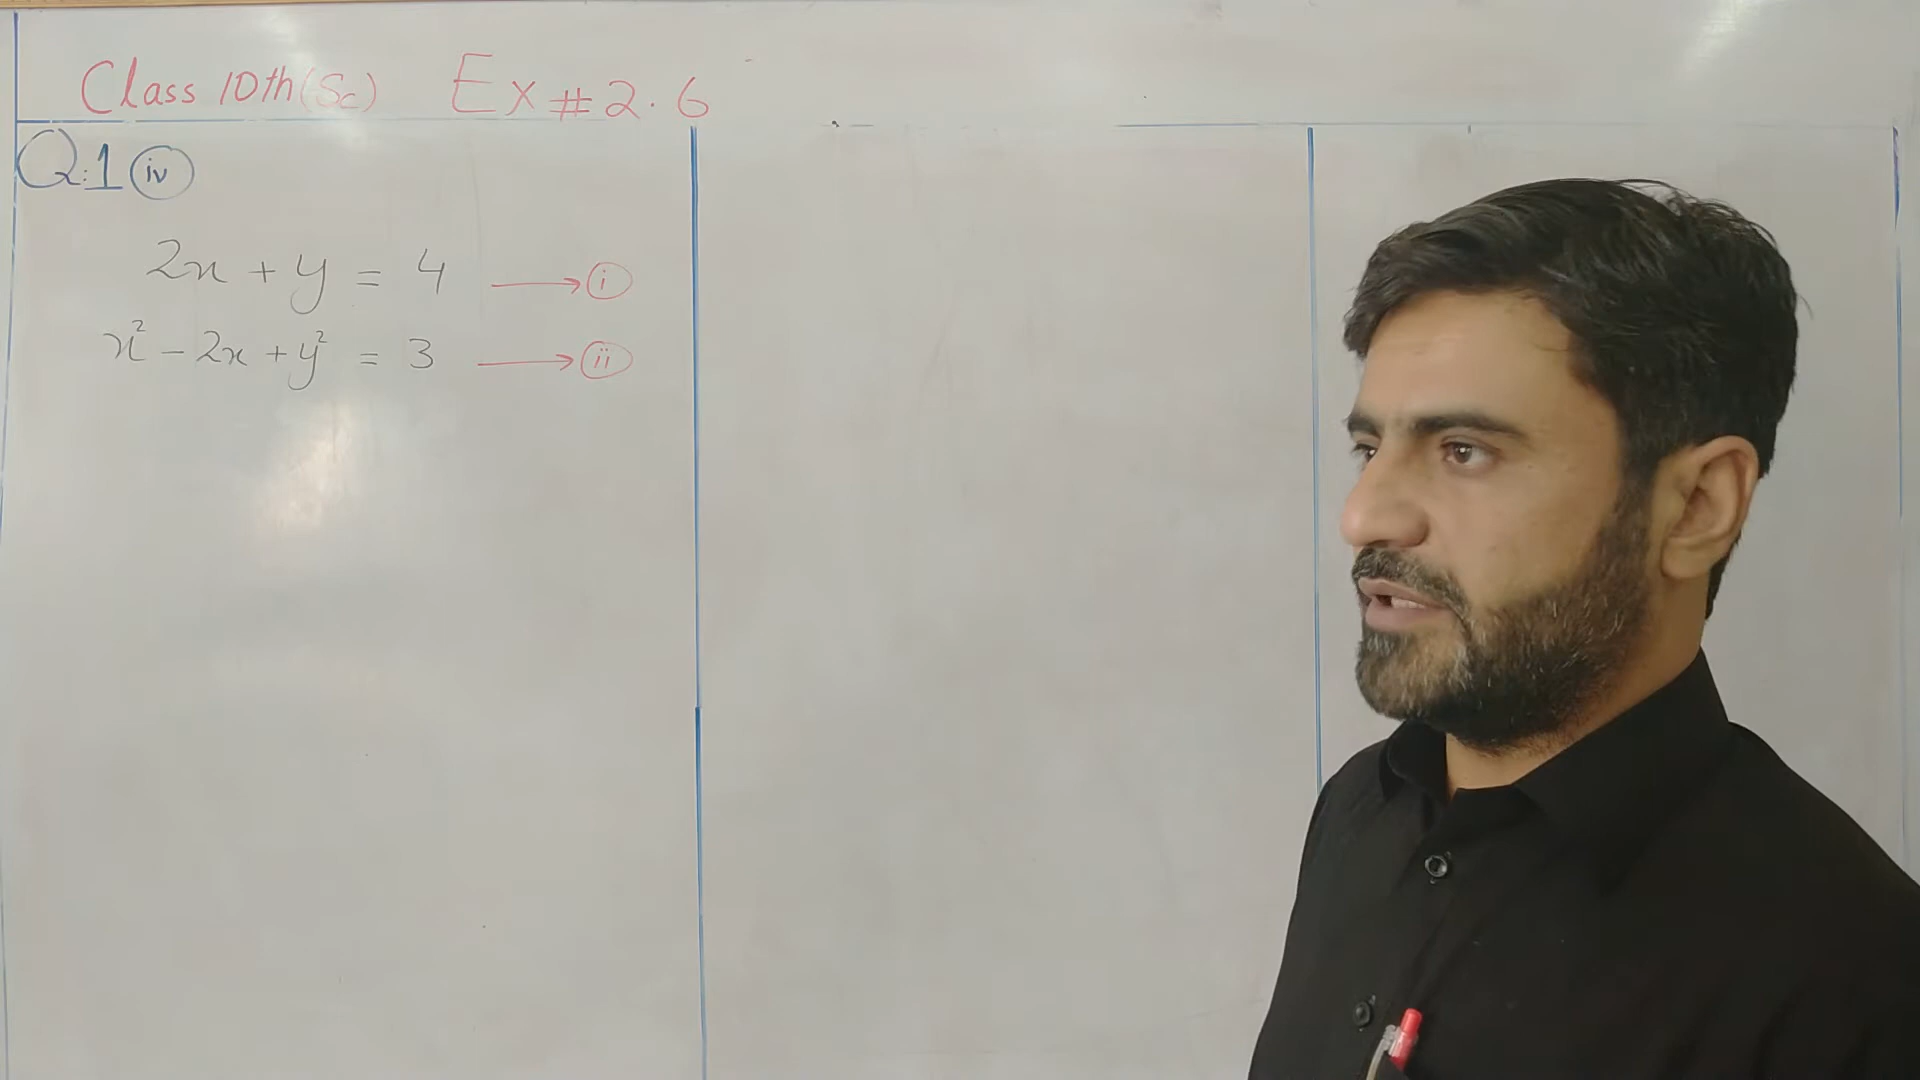 Class 10th (Sc) Ex # 2.6
Q:1 iv
2x + y = 4 → i
x² - 2x + y² = 3 → ii